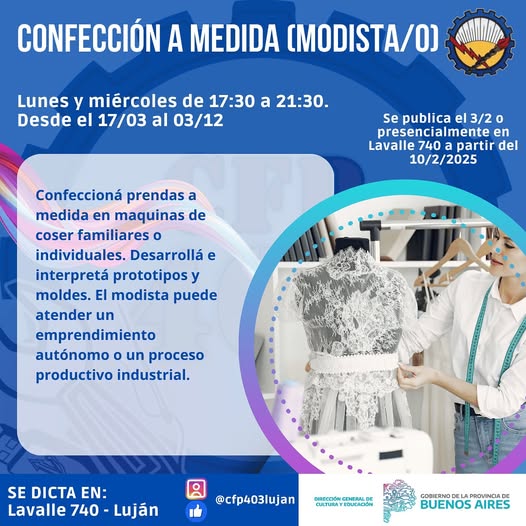 CONFECCIÓN A MEDIDA (MODISTA/O)
Lunes y miércoles de 17:30 a 21:30.
Desde el 17/03 al 03/12
Se publica el 3/2 o
presencialmente en
Lavalle 740 a partir del
10/2/2025
Confeccioná prendas a
medida en maquinas de
coser familiares o
individuales. Desarrollá e
interpretá prototipos y
moldes. El modista puede
atender un
emprendimiento
autónomo o un proceso
productivo industrial.
SE DICTA EN:
Lavalle 740 - Luján
@cfp403lujan
DIRECCIÓN GENERAL DE
CULTURA Y EDUCACIÓN
GOBIERNO DE LA PROVINCIA DE
BUENOS AIRES